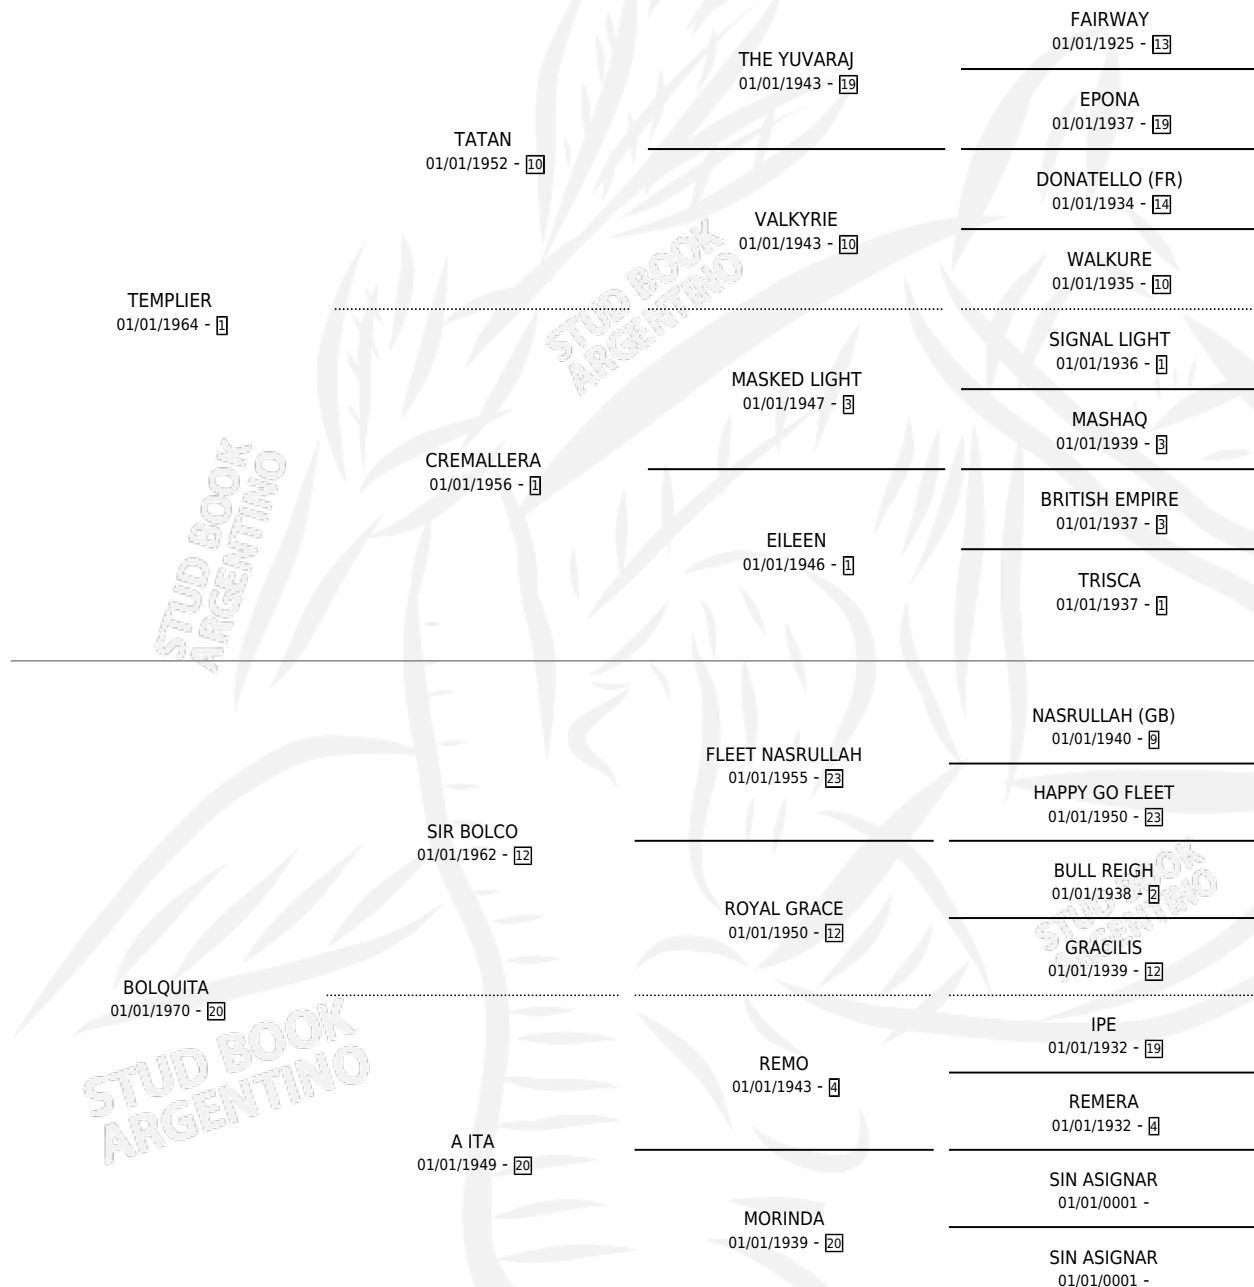 FAIRWAY
01/01/1925 - 13
THE YUVARAJ
01/01/1943 - 19
EPONA
01/01/1937 - 19
TATAN
01/01/1952 - 10
DONATELLO (FR)
01/01/1934 - 14
VALKYRIE
01/01/1943 - 10
WALKURE
01/01/1935 - 10
TEMPLIER
01/01/1964 - 1
SIGNAL LIGHT
01/01/1936 - 1
MASKED LIGHT
01/01/1947 - 3
MASHAQ
01/01/1939 - 3
CREMALLERA
01/01/1956 - 1
BRITISH EMPIRE
01/01/1937 - 3
EILEEN
01/01/1946 - 1
TRISCA
01/01/1937 - 1
NASRULLAH (GB)
01/01/1940 - 9
FLEET NASRULLAH
01/01/1955 - 23
HAPPY GO FLEET
01/01/1950 - 23
SIR BOLCO
01/01/1962 - 12
BULL REIGH
01/01/1938 - 2
ROYAL GRACE
01/01/1950 - 12
GRACILIS
01/01/1939 - 12
BOLQUITA
01/01/1970 - 20
IPE
01/01/1932 - 19
REMO
01/01/1943 - 4
REMERA
01/01/1932 - 4
A ITA
01/01/1949 - 20
SIN ASIGNAR
01/01/0001 -
MORINDA
01/01/1939 - 20
SIN ASIGNAR
01/01/0001 -
STUD BOOK
ARGENTINO
STUD BOOK
ARGENTINO
STUD BOOK
ARGENTINO
STUD BOOK
ARGENTINO